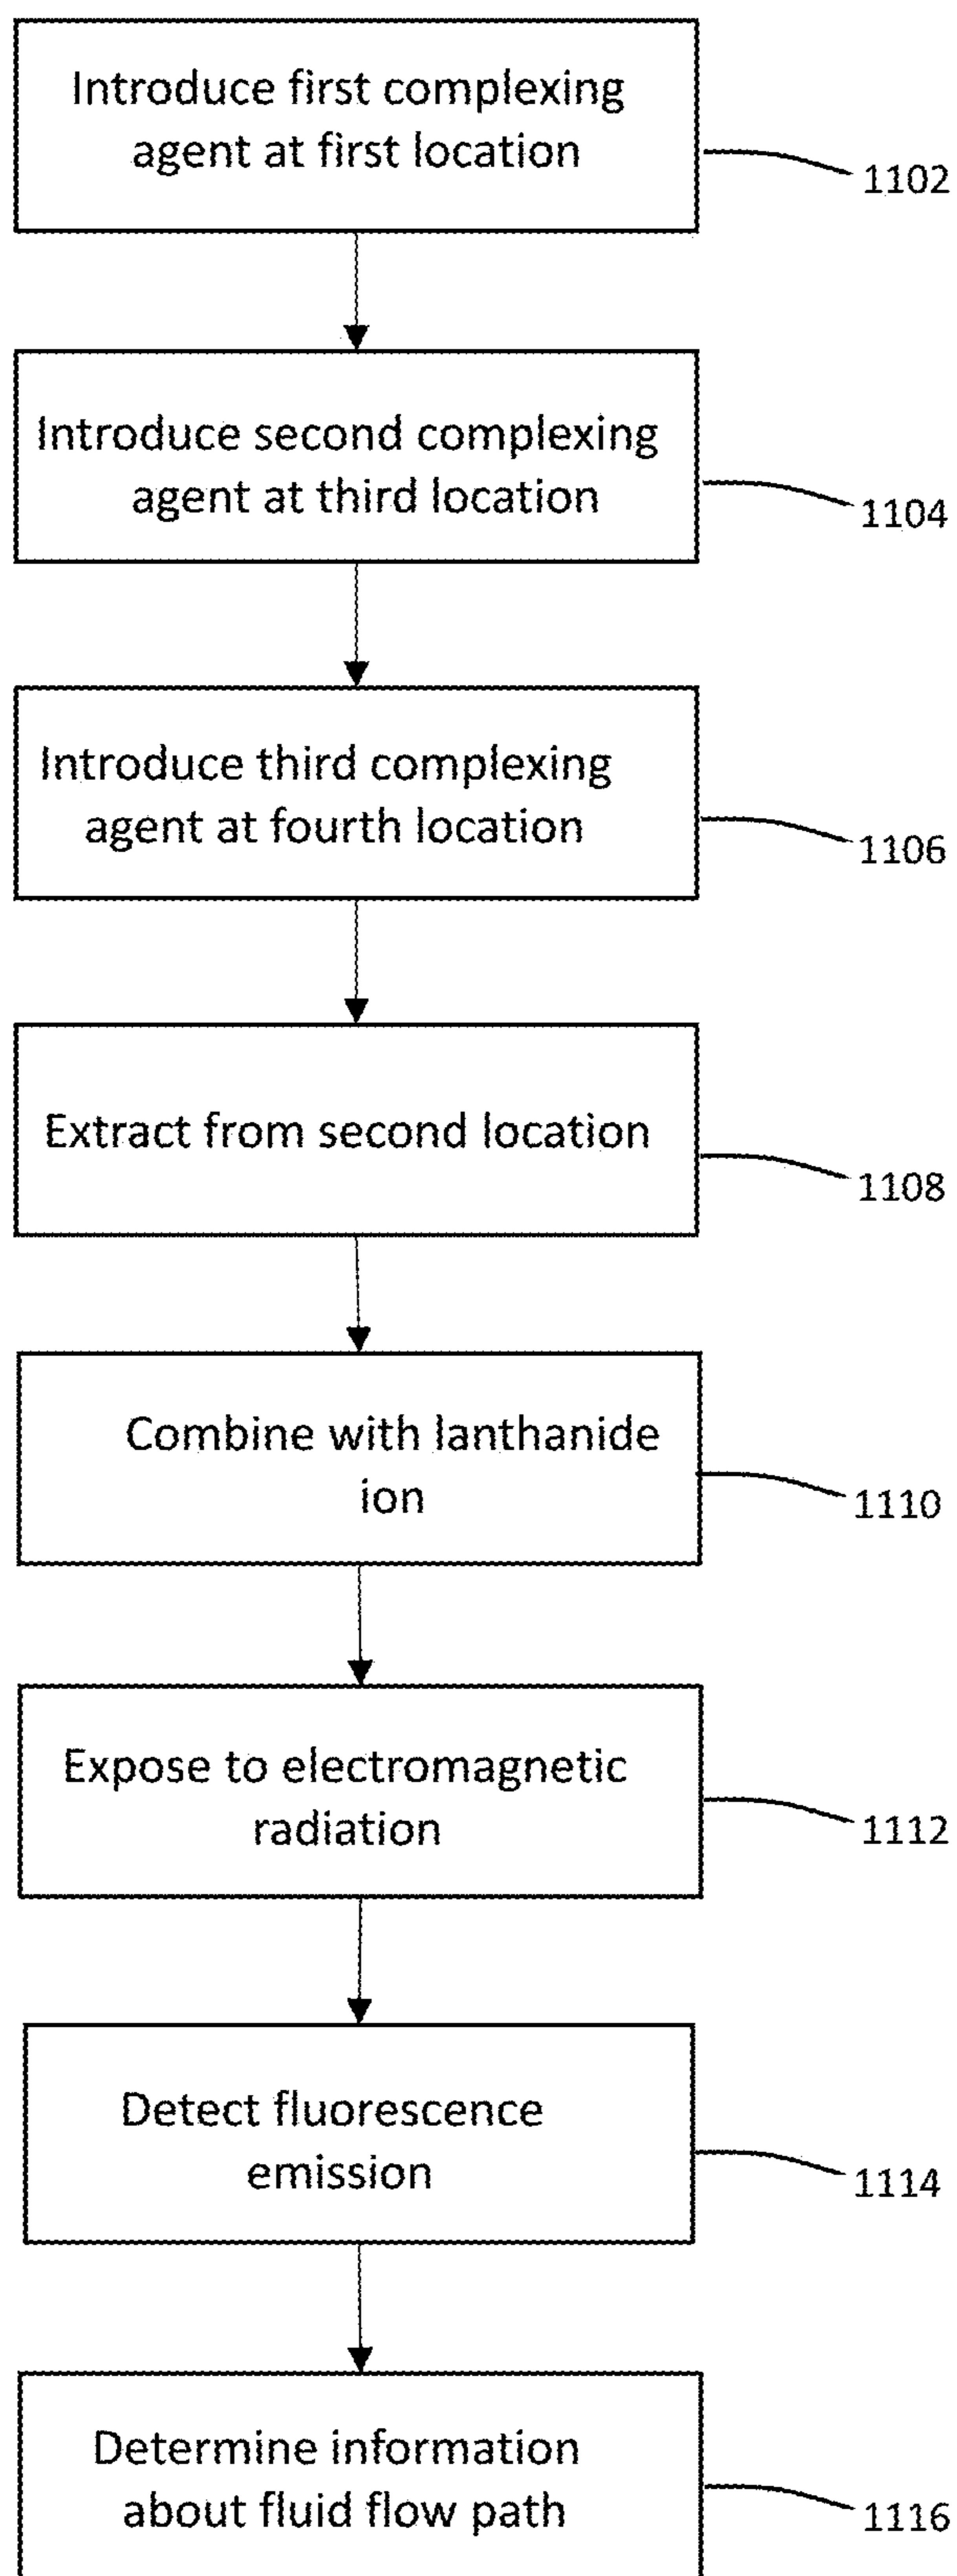 Introduce first complexing
agent at first location
1102
Introduce second complexing
agent at third location
1104
Introduce third complexing
agent at fourth location
1106
Extract from second location
1108
Combine with lanthanide
ion
1110
Expose to electromagnetic
radiation
1112
Detect fluorescence
emission
1114
Determine information
about fluid flow path
1116